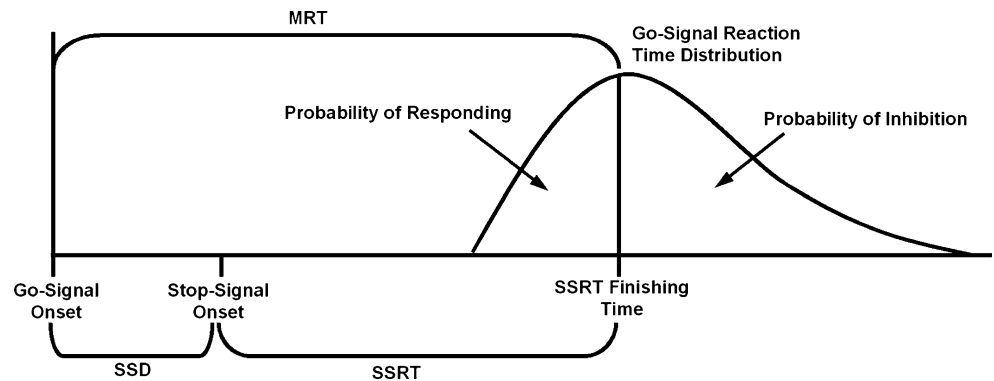 MRT
Go-Signal Reaction
Time Distribution
Probability of Responding
Probability of Inhibition
Go-Signal
Onset
Stop-Signal
Onset
SSRT Finishing
Time
SSD
SSRT